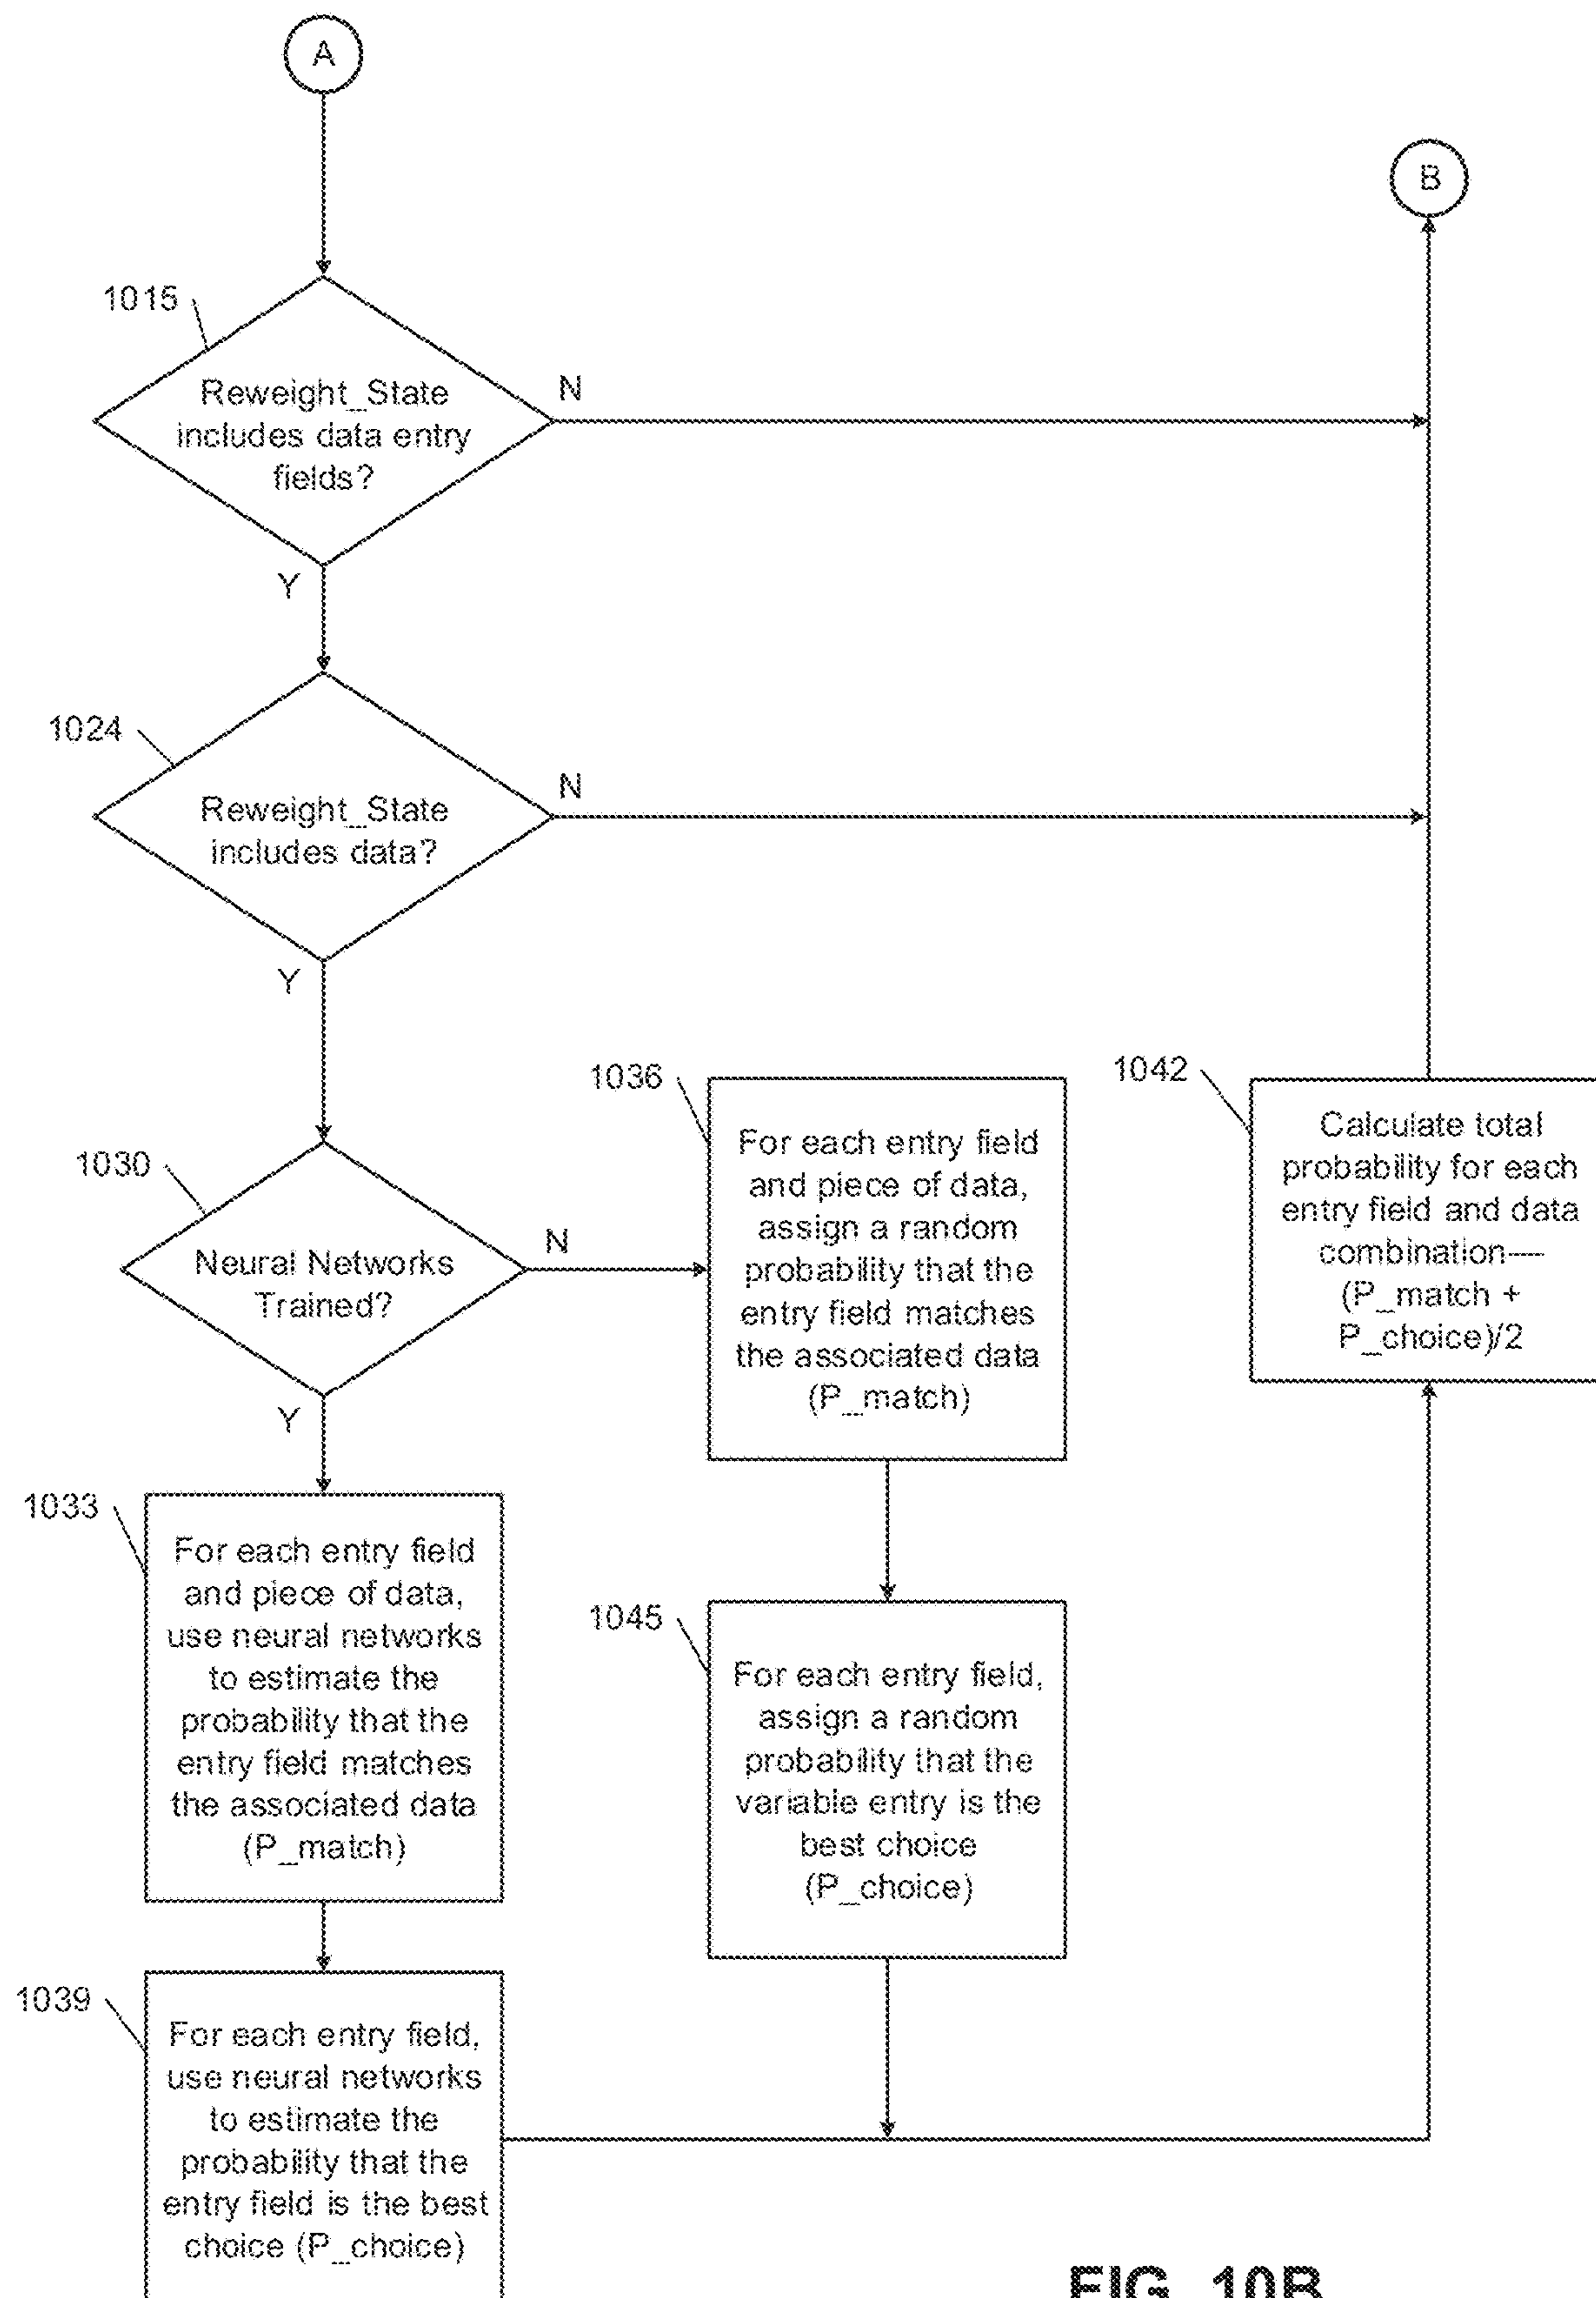 A
B
1015
Reweight_State
includes data entry
fields?
N
Y
1024
Reweight_State
includes data?
N
Y
1030
Neural Networks
Trained?
N
Y
1036
For each entry field
and piece of data,
assign a random
probability that the
entry field matches
the associated data
(P_match)
1042
Calculate total
probability for each
entry field and data
combination—
(P_match +
P_choice)/2
1033
For each entry field
and piece of data,
use neural networks
to estimate the
probability that the
entry field matches
the associated data
(P_match)
1045
For each entry field,
assign a random
probability that the
variable entry is the
best choice
(P_choice)
1039
For each entry field,
use neural networks
to estimate the
probability that the
entry field is the best
choice (P_choice)
FIG. 10B